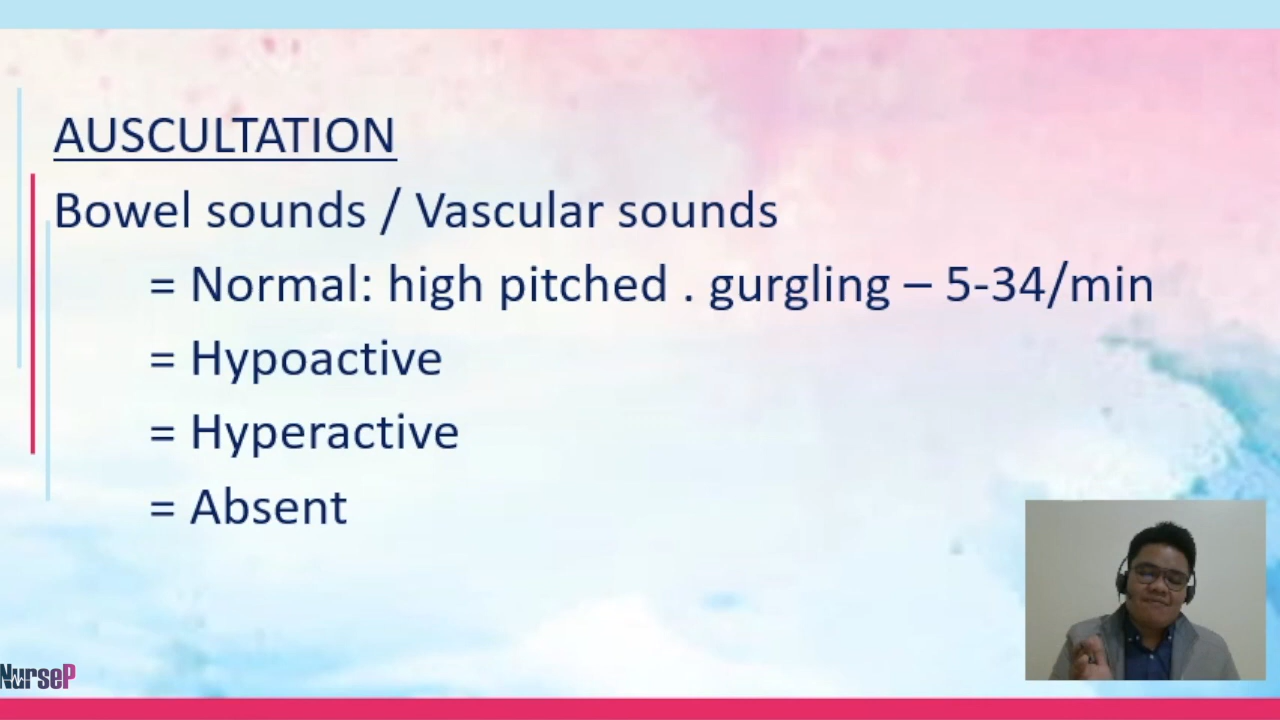 AUSCULTATION
Bowel sounds / Vascular sounds
= Normal: high pitched . gurgling – 5-34/min
= Hypoactive
= Hyperactive
= Absent
NurseP